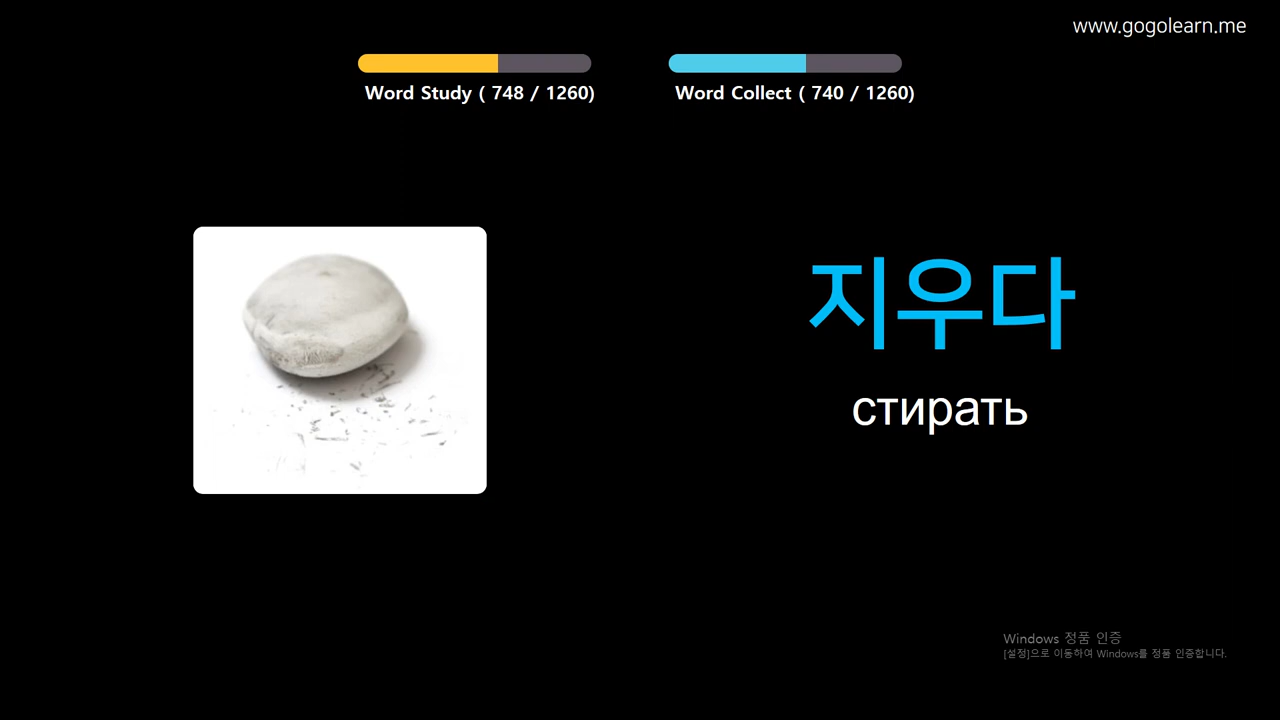 www.gogolearn.me
Word Study ( 748 / 1260)
Word Collect ( 740 / 1260)
지우다
стирать
Windows 정품 인증
[설정]으로 이동하여 Windows를 정품 인증합니다.